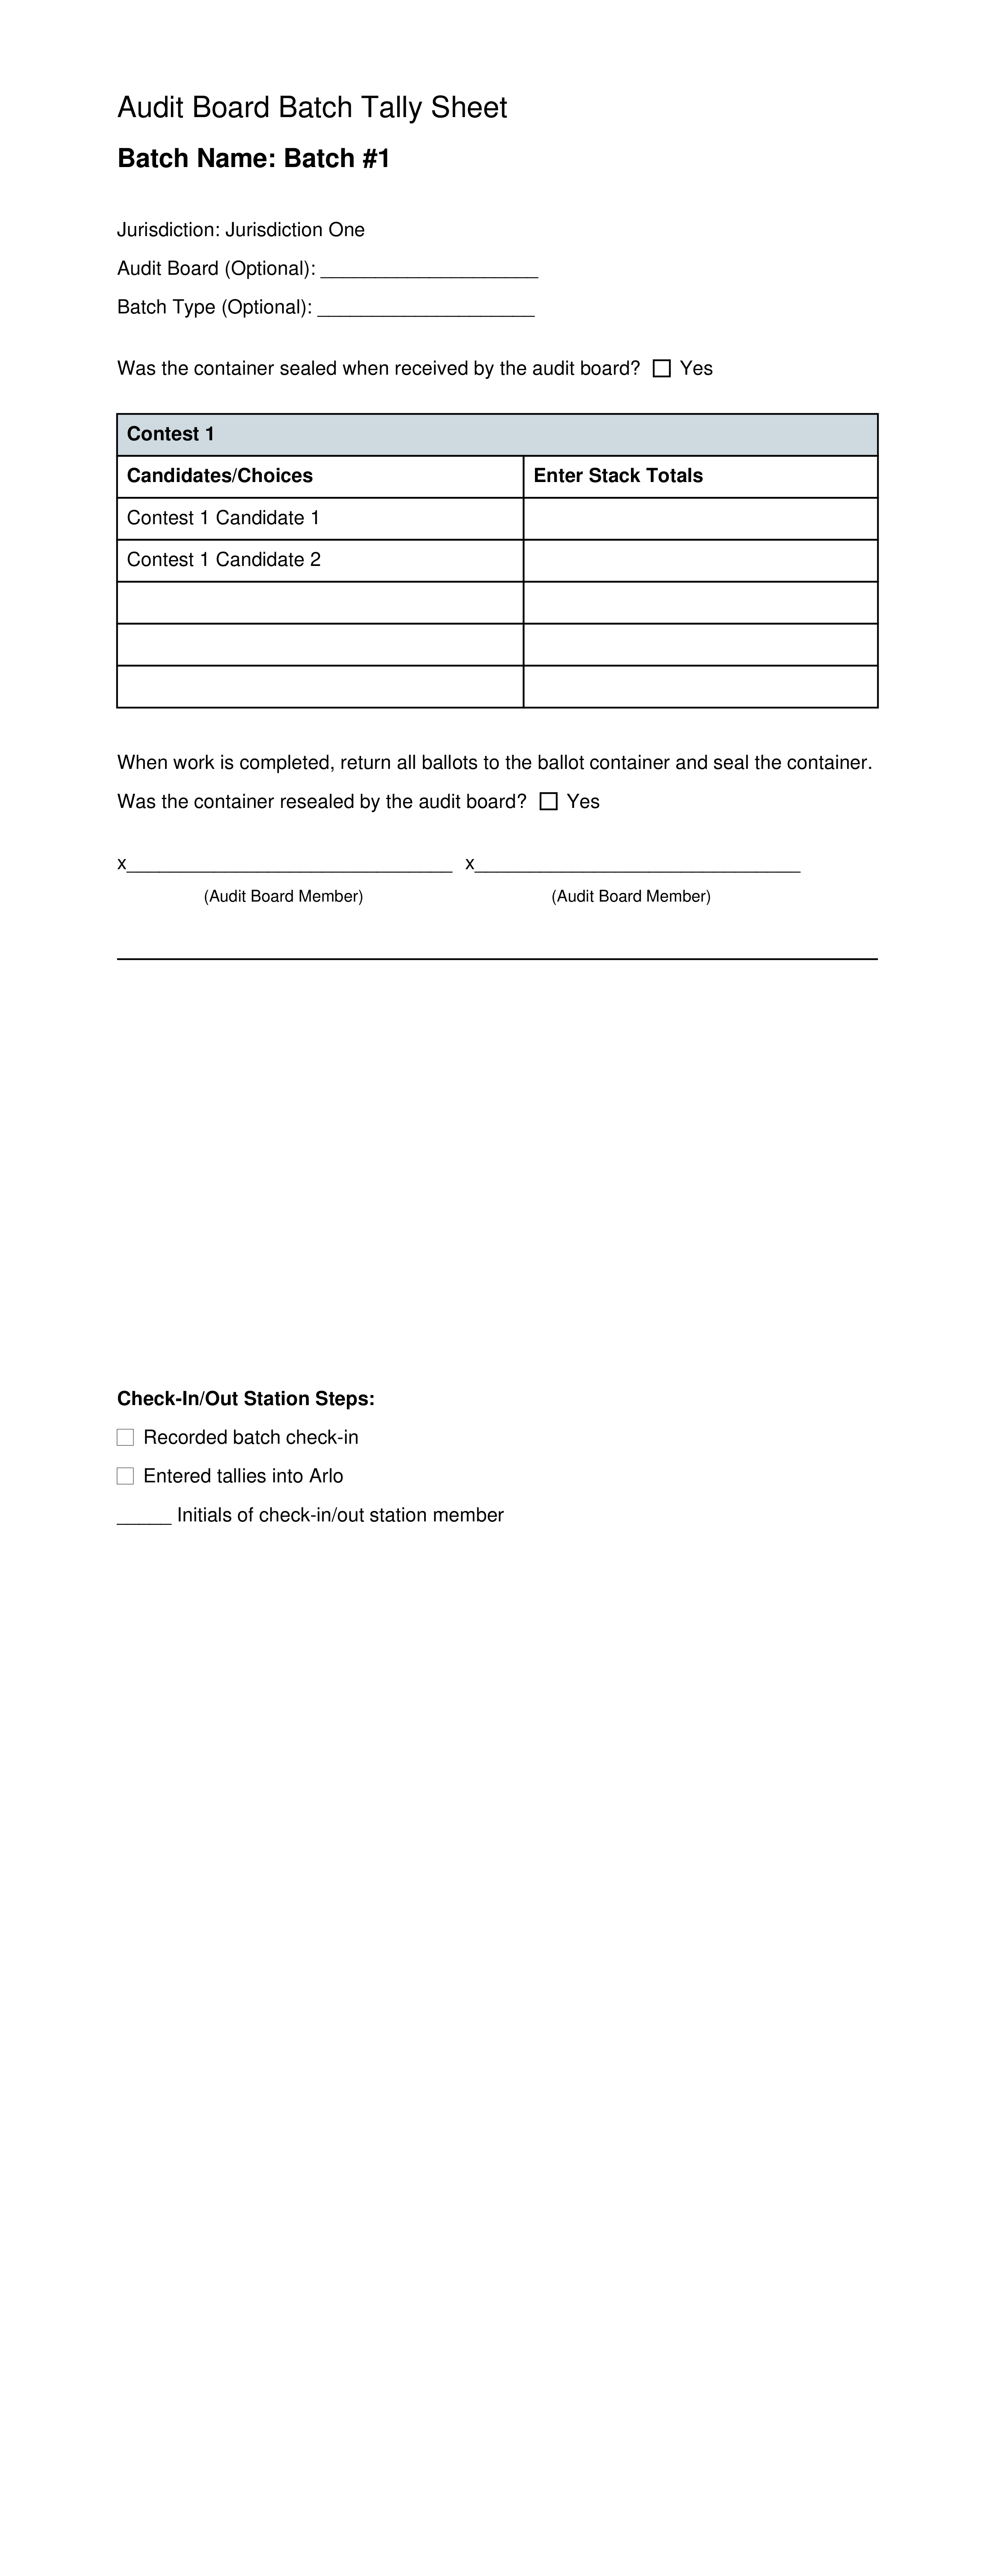 Audit Board Batch Tally Sheet
Batch Name: Batch #1
Jurisdiction: Jurisdiction One
Audit Board (Optional): ____________________
Batch Type (Optional): ____________________
Was the container sealed when received by the audit board? ☐ Yes
Contest 1
Candidates/Choices Enter Stack Totals
Contest 1 Candidate 1
Contest 1 Candidate 2
When work is completed, return all ballots to the ballot container and seal the container.
Was the container resealed by the audit board? ☐ Yes
x______________________________ x______________________________
(Audit Board Member) (Audit Board Member)
Check-In/Out Station Steps:
☐ Recorded batch check-in
☐ Entered tallies into Arlo
_____ Initials of check-in/out station member